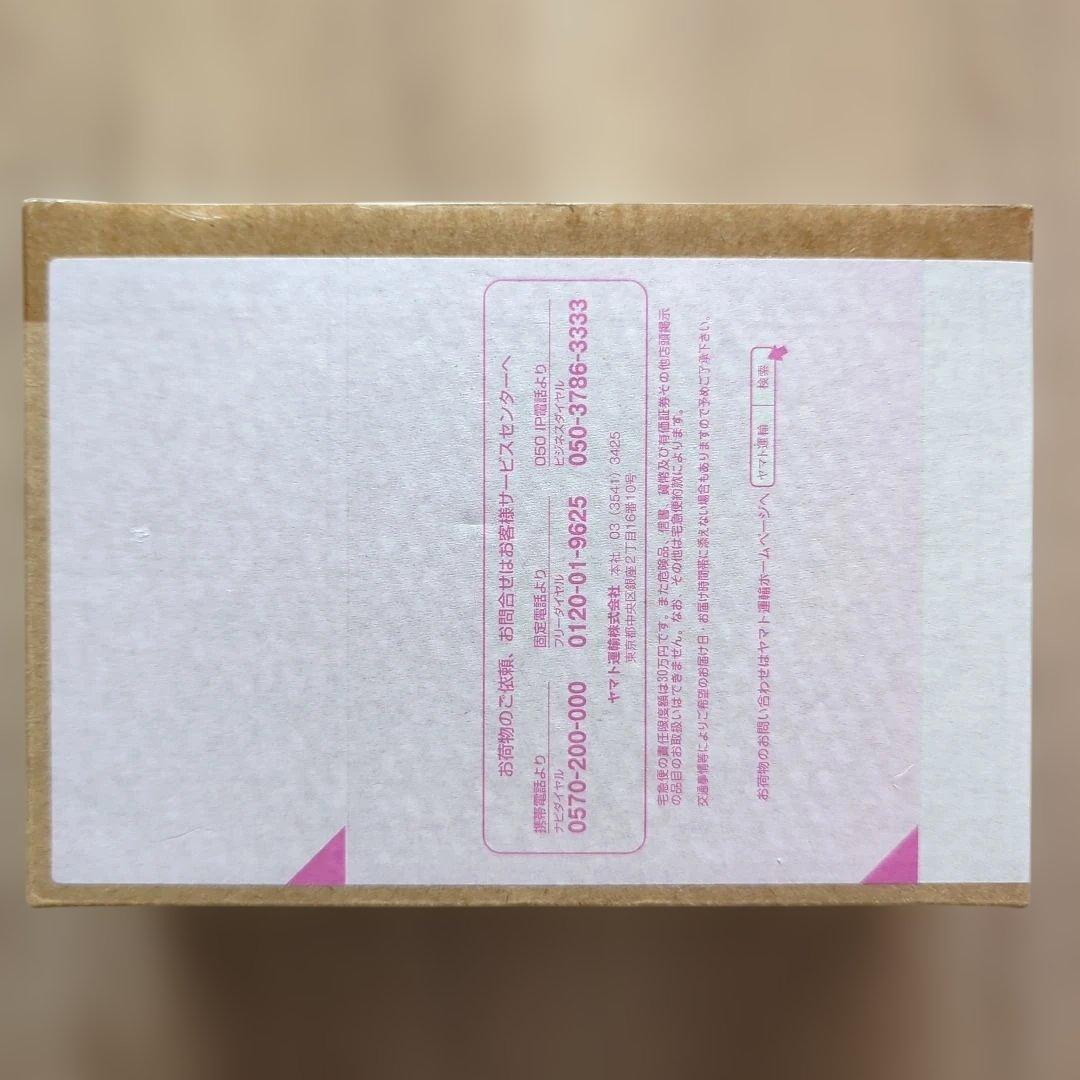 お荷物のご依頼、お問合せはお客様サービスセンターへ
携帯電話より
ナビダイヤル
0570-200-000
固定電話より
フリーダイヤル
0120-01-9625
050 IP電話より
ビジネスダイヤル
050-3786-3333
ヤマト運輸株式会社 本社 03（3541）3425
東京都中央区銀座2丁目16番10号
宅急便の責任限度額は30万円です。また危険品、信書、貨幣及び有価証券その他店頭掲示
の品目のお取扱いはできません。なお、その他は宅急便約款によります。
交通事情等によりご希望のお届け日、お届け時間帯に添えない場合もありますので予めご了承下さい。
お荷物のお問い合わせはヤマト運輸ホームページへ ヤマト運輸 検索